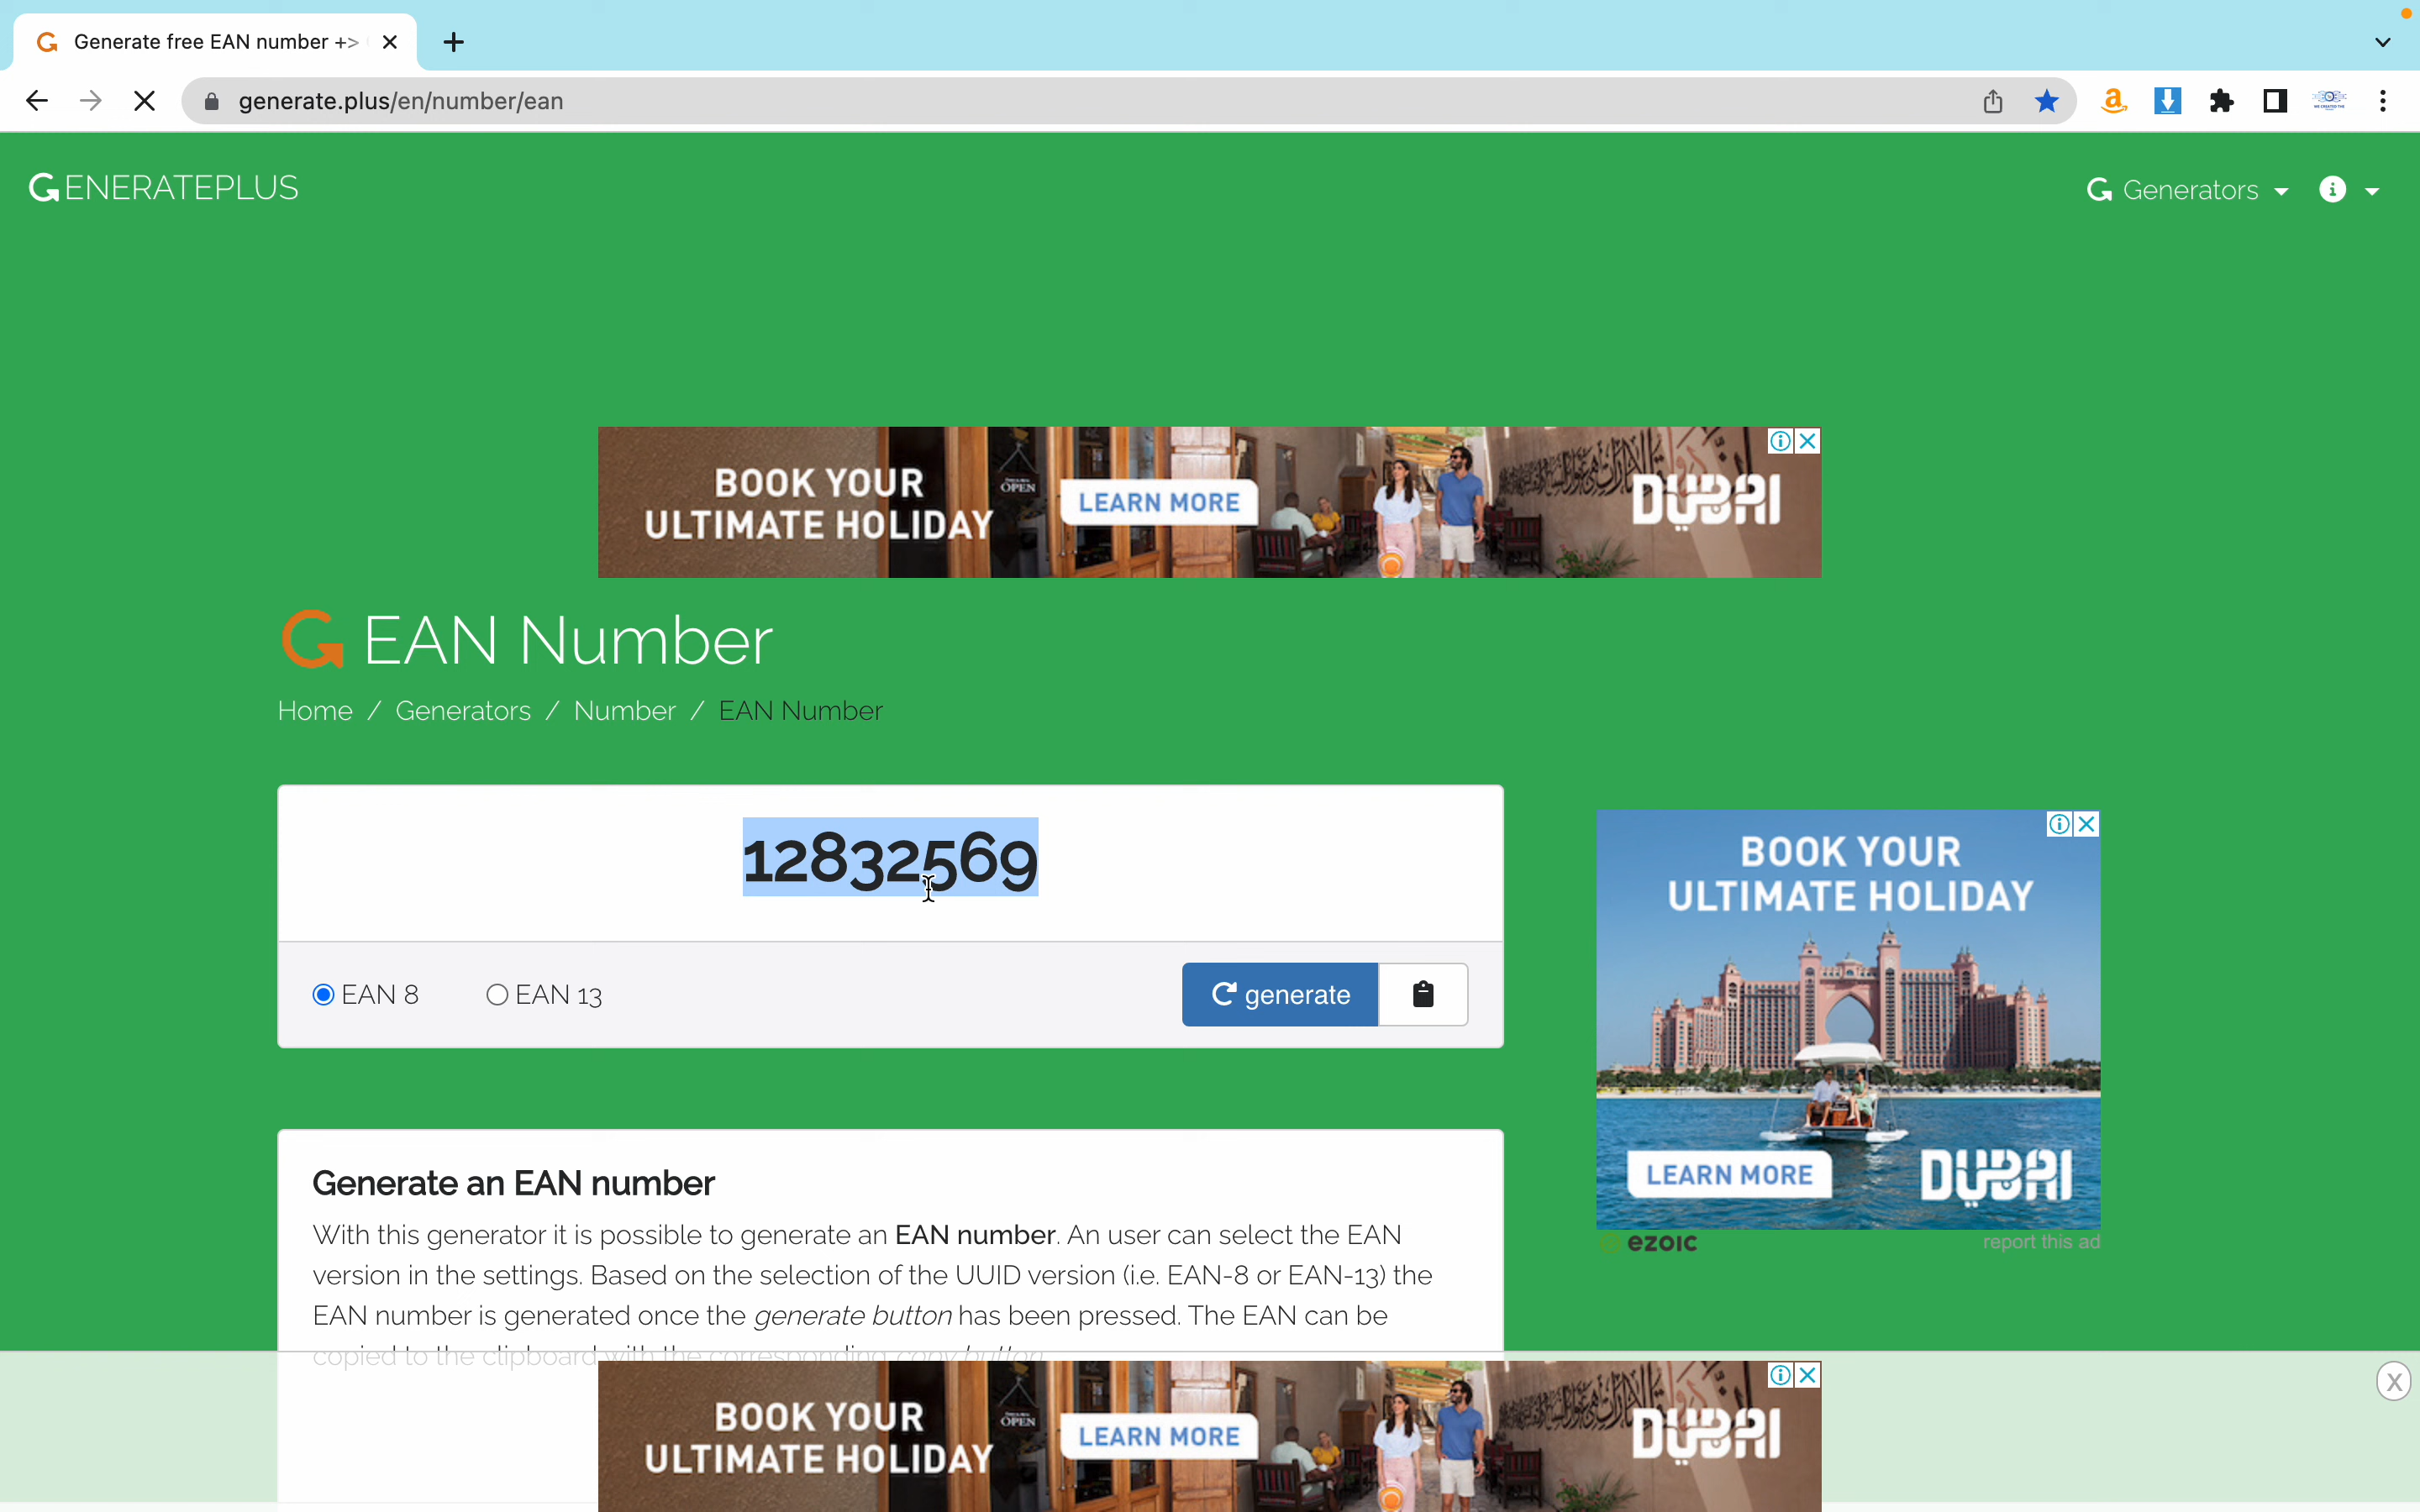 Generate free EAN number +>
generate.plus/en/number/ean
GENERATEPLUS
Generators
BOOK YOUR
ULTIMATE HOLIDAY
OPEN
LEARN MORE
DUBAI
EAN Number
Home / Generators / Number / EAN Number
12832569
EAN 8
EAN 13
generate
BOOK YOUR
ULTIMATE HOLIDAY
LEARN MORE
DUBAI
ezoic
report this ad
Generate an EAN number
With this generator it is possible to generate an EAN number. An user can select the EAN
version in the settings. Based on the selection of the UUID version (i.e. EAN-8 or EAN-13) the
EAN number is generated once the generate button has been pressed. The EAN can be
copied to the clipboard with the corresponding copy button.
BOOK YOUR
ULTIMATE HOLIDAY
OPEN
LEARN MORE
DUBAI
X